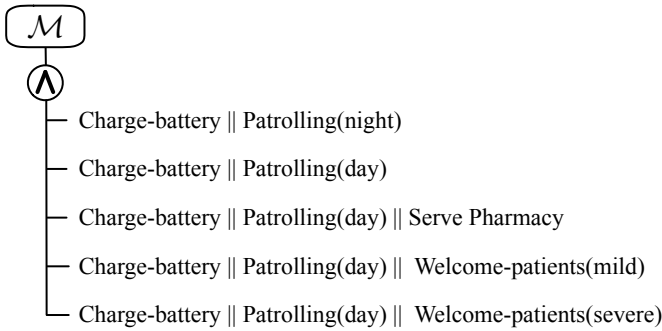 ℳ
∧
Charge-battery || Patrolling(night)
Charge-battery || Patrolling(day)
Charge-battery || Patrolling(day) || Serve Pharmacy
Charge-battery || Patrolling(day) || Welcome-patients(mild)
Charge-battery || Patrolling(day) || Welcome-patients(severe)